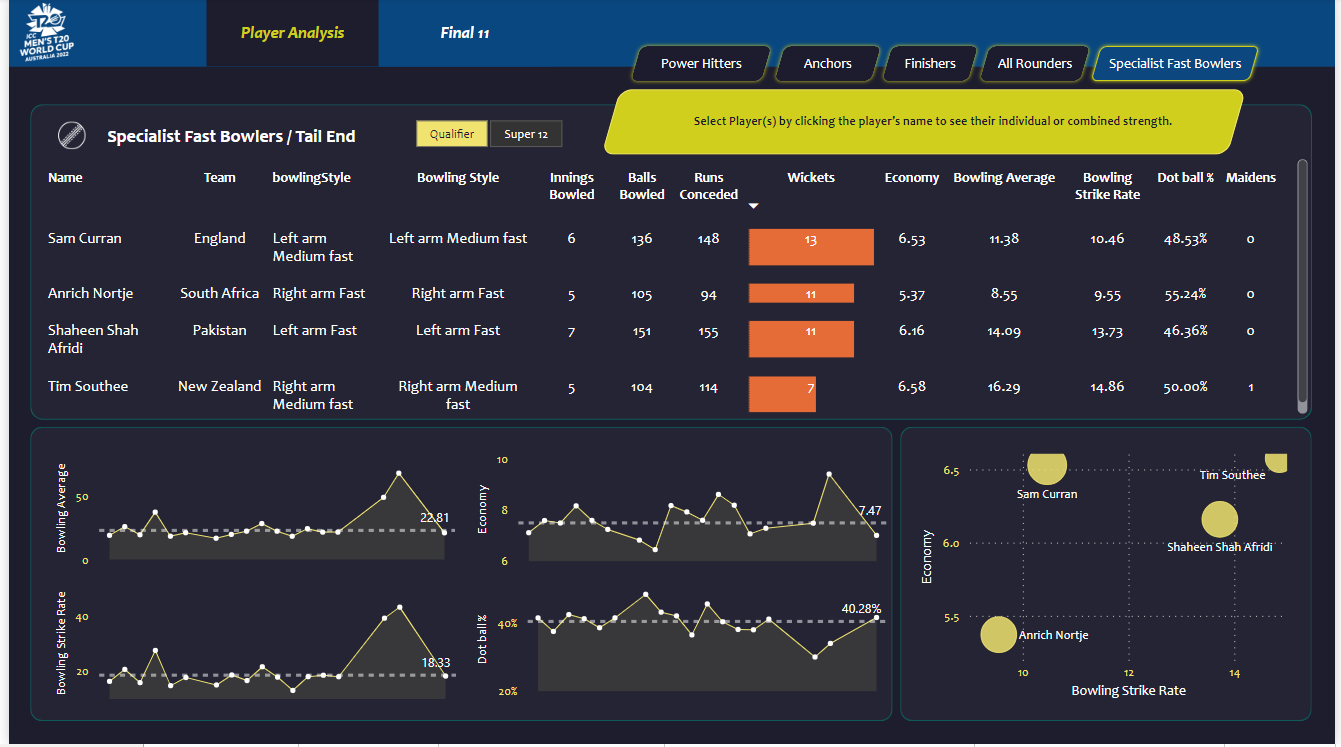 T20
ICC
MEN'S T20
WORLD CUP
AUSTRALIA 2022
Player Analysis
Final 11
Power Hitters
Anchors
Finishers
All Rounders
Specialist Fast Bowlers
Select Player(s) by clicking the player's name to see their individual or combined strength.
Specialist Fast Bowlers / Tail End
Qualifier
Super 12
Name Team bowlingStyle Bowling Style Innings Balls Runs Wickets Economy Bowling Average Bowling Dot ball % Maidens
Bowled Bowled Conceded Strike Rate
Sam Curran England Left arm Left arm Medium fast 6 136 148 13 6.53 11.38 10.46 48.53% 0
Medium fast
Anrich Nortje South Africa Right arm Fast Right arm Fast 5 105 94 11 5.37 8.55 9.55 55.24% 0
Shaheen Shah Pakistan Left arm Fast Left arm Fast 7 151 155 11 6.16 14.09 13.73 46.36% 0
Afridi
Tim Southee New Zealand Right arm Right arm Medium 5 104 114 7 6.58 16.29 14.86 50.00% 1
Medium fast fast
Bowling Average
50
0
22.81
Economy
10
8
6
7.47
Bowling Strike Rate
40
20
18.33
Dot ball%
40%
20%
40.28%
Economy
6.5
6.0
5.5
Sam Curran
Tim Southee
Shaheen Shah Afridi
Anrich Nortje
10 12 14
Bowling Strike Rate